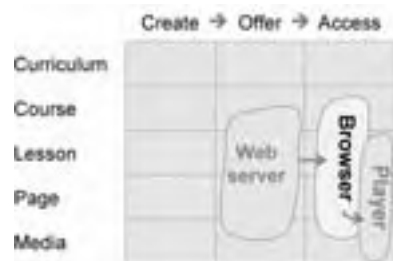 Create → Offer → Access
Curriculum
Course
Lesson
Page
Media
Web
server
Browser
Player